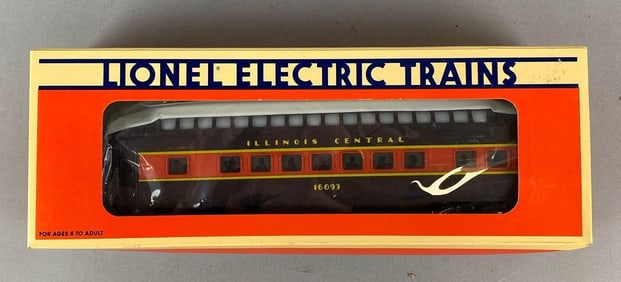 LIONEL ELECTRIC TRAINS
ILLINOIS CENTRAL
16093
FOR AGES 8 TO ADULT